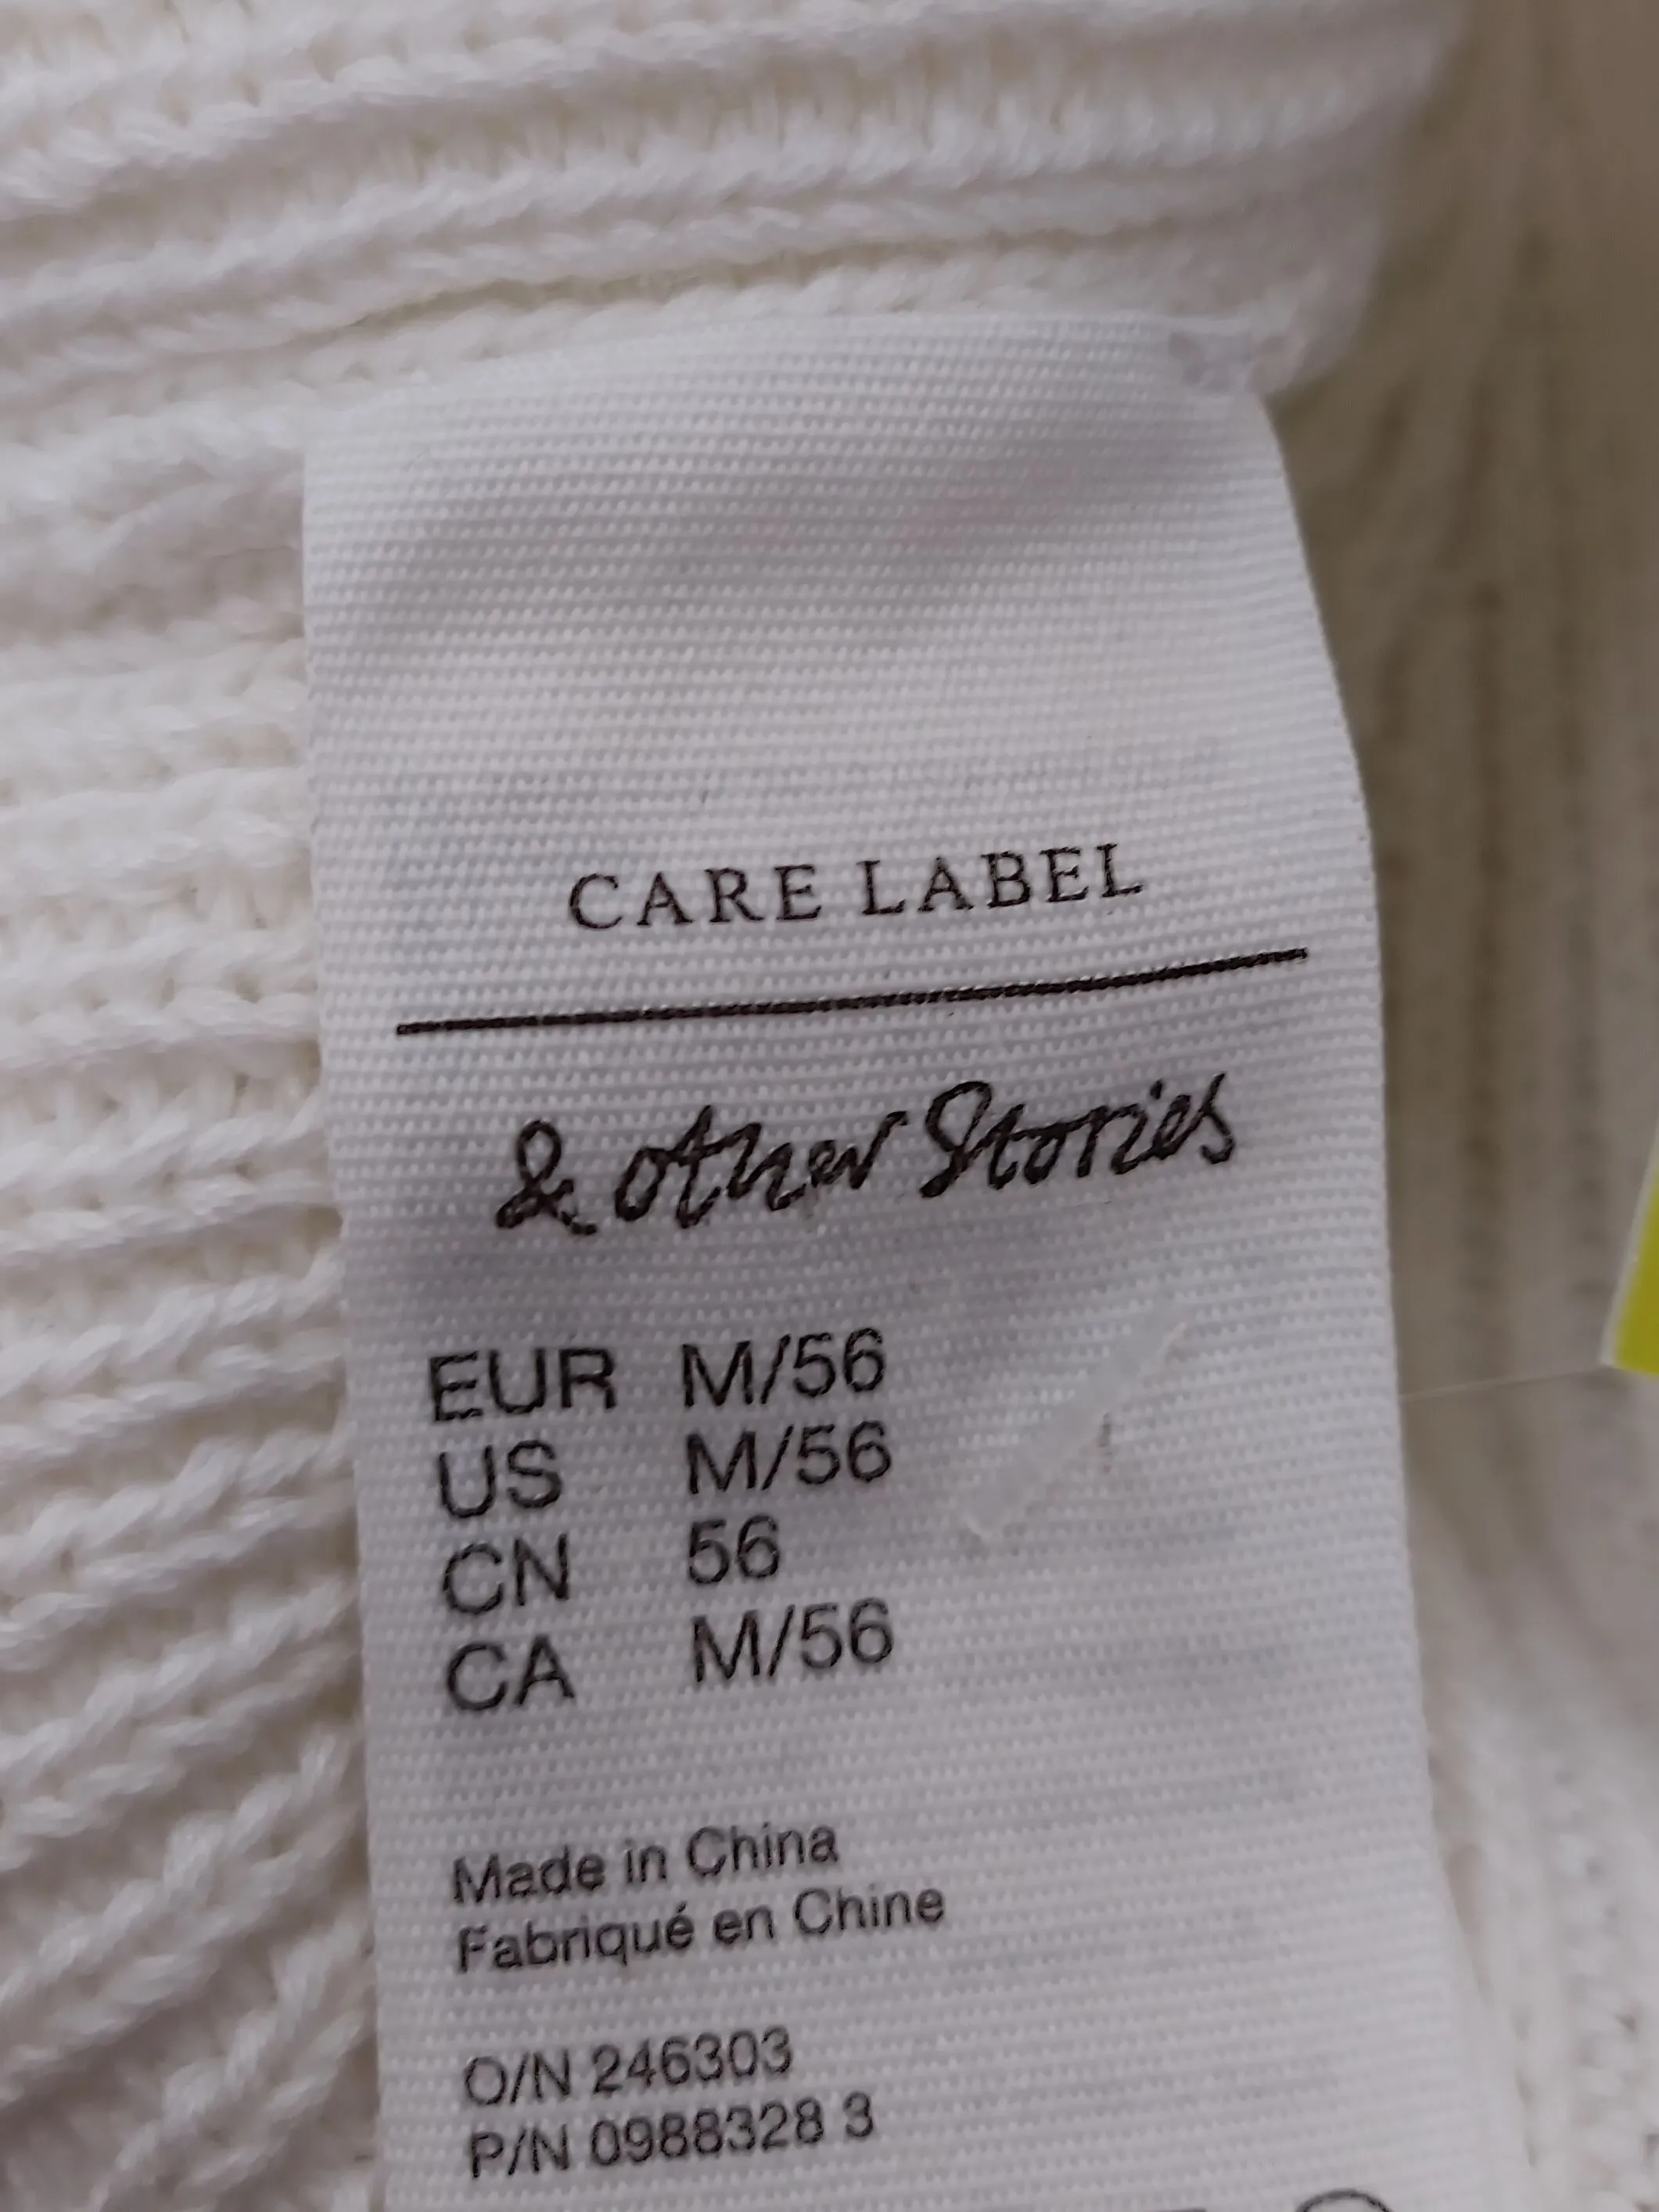 CARE LABEL
& other Stories
EUR M/56
US M/56
CN 56
CA M/56
Made in China
Fabriqué en Chine
O/N 246303
P/N 0988328 3